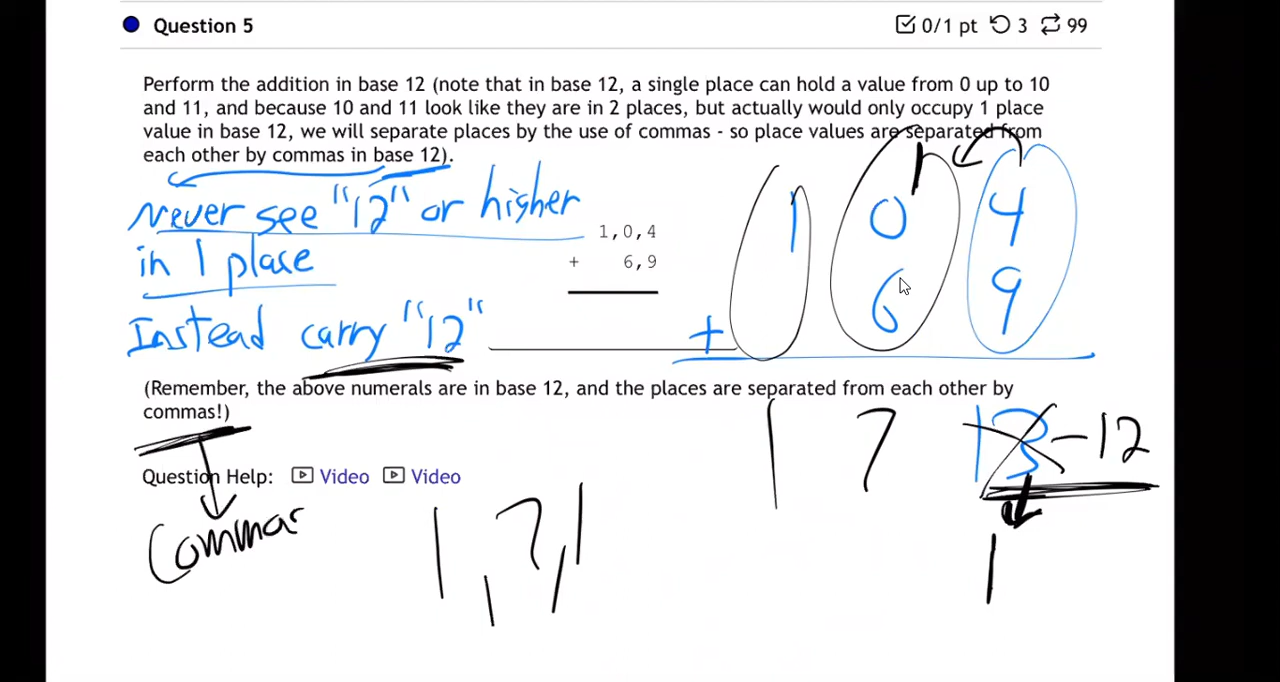 Question 5
0/1 pt 3 99
Perform the addition in base 12 (note that in base 12, a single place can hold a value from 0 up to 10
and 11, and because 10 and 11 look like they are in 2 places, but actually would only occupy 1 place
value in base 12, we will separate places by the use of commas - so place values are separated from
each other by commas in base 12).
Never see "12" or higher
in 1 place
Instead carry "12"
1,0,4
+ 6,9
1
1 0 4
6 9
+
(Remember, the above numerals are in base 12, and the places are separated from each other by
commas!)
1 7 13 - 12
1
Question Help: Video Video
Commas
1,7,1